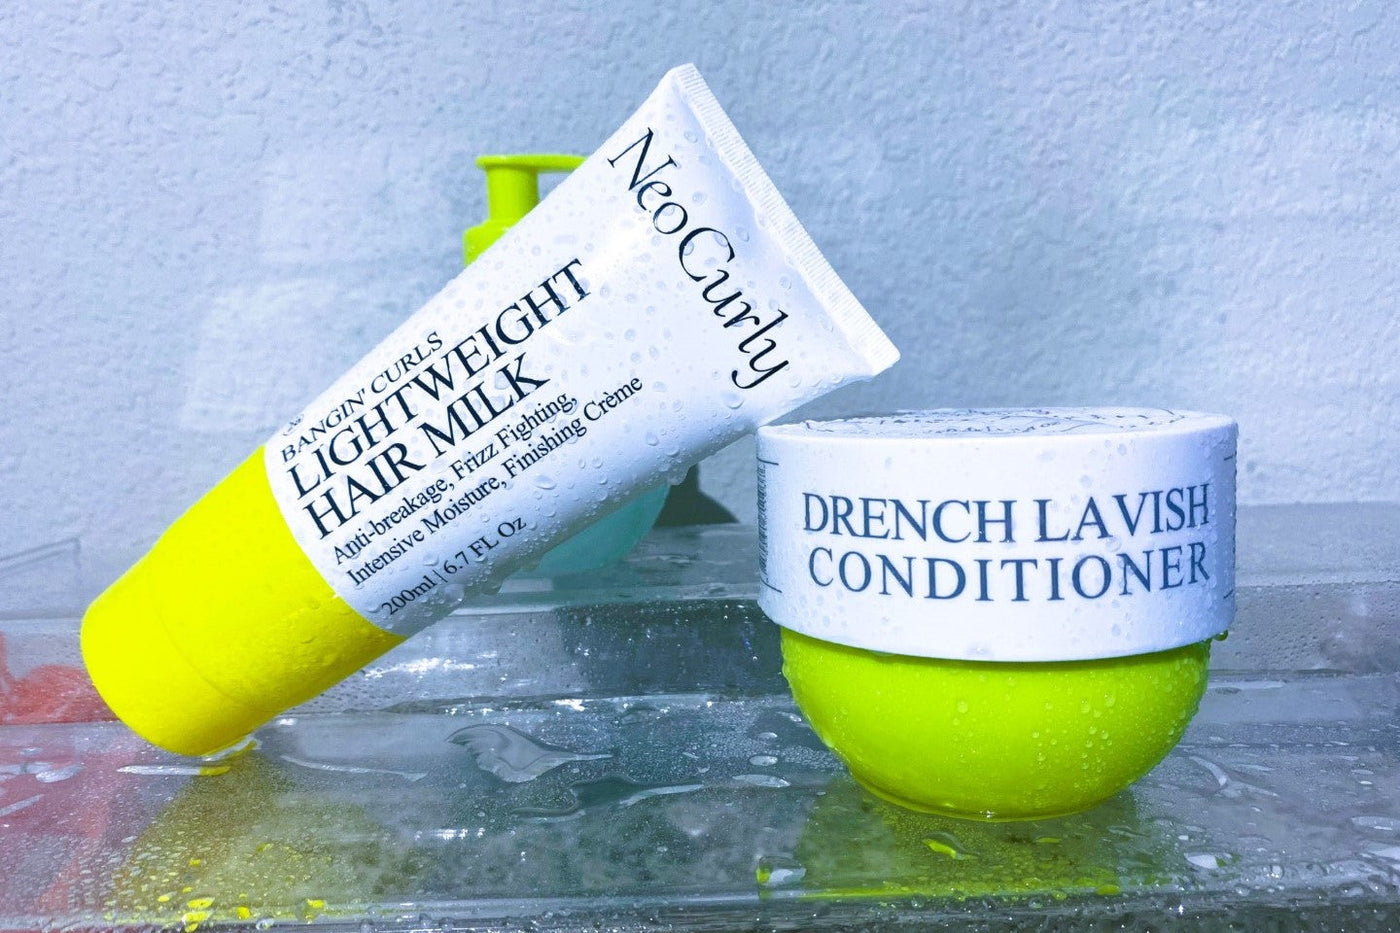 NeoCurly
BANGIN' CURLS
LIGHTWEIGHT
HAIR MILK
Anti-breakage, Frizz Fighting,
Intensive Moisture, Finishing Crème
200ml | 6.7 FL Oz
DRENCH LAVISH
CONDITIONER